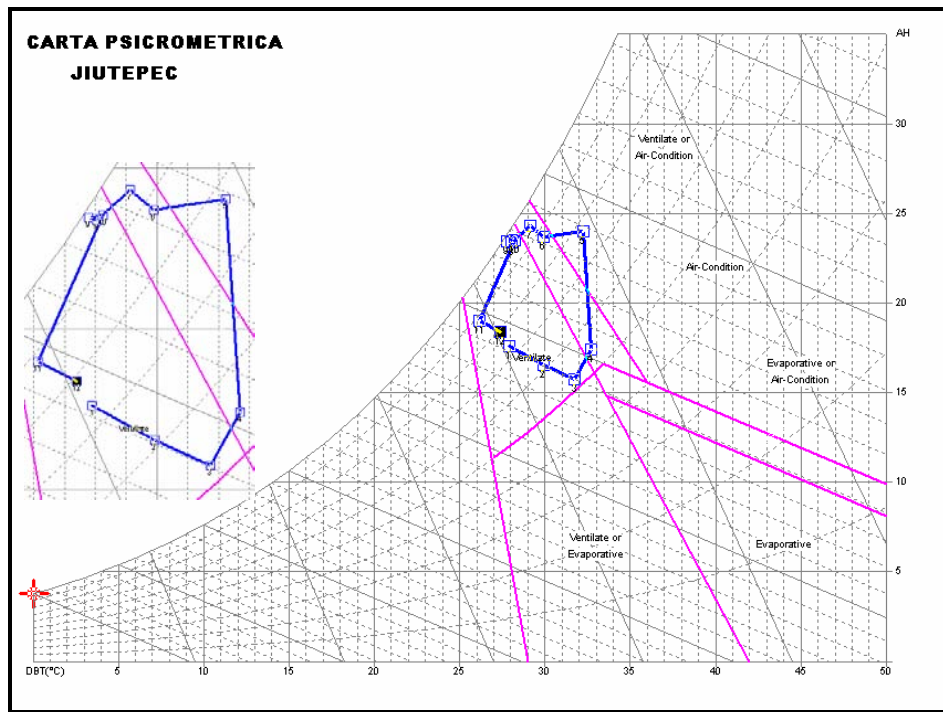 CARTA PSICROMETRICA
JIUTEPEC
AH
30
Ventilate or
Air-Condition
25
Air-Condition
20
Evaporative or
Air-Condition
Ventilate
Ventilate
15
10
Ventilate or
Evaporative
Evaporative
5
DBT(°C)
5
10
15
20
25
30
35
40
45
50